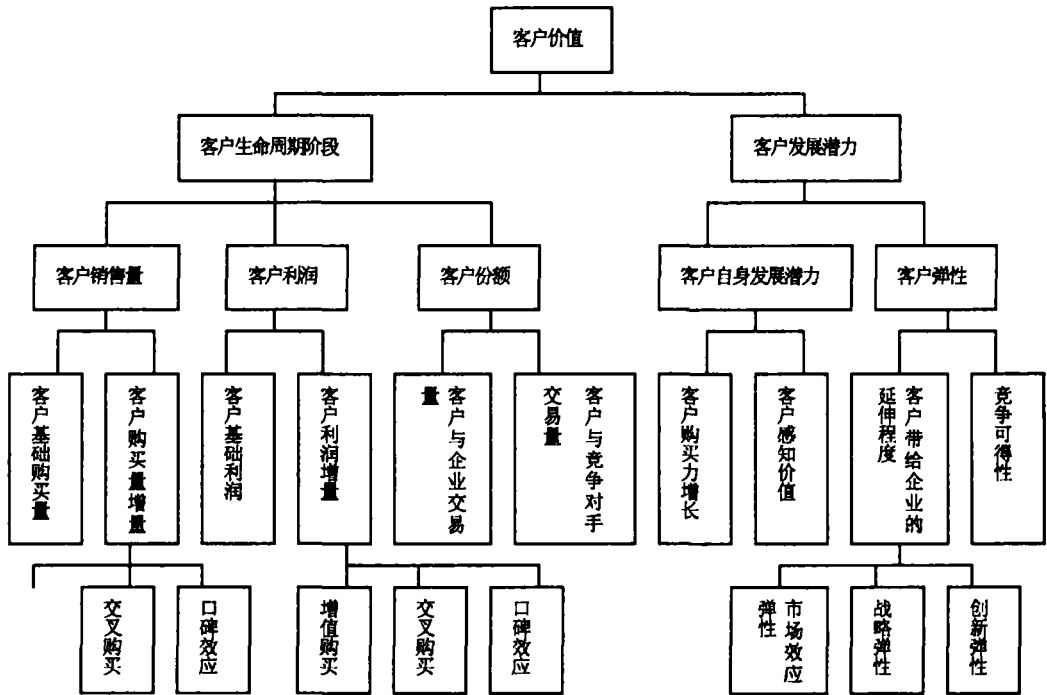 客户价值
客户生命周期阶段
客户发展潜力
客户销售量
客户利润
客户份额
客户自身发展潜力
客户弹性
客户基础购买量
客户购买量增量
客户基础利润
客户利润增量
客户与企业交易
量
客户与竞争对手
交易量
客户购买力增长
客户感知价值
客户带给企业的
延伸程度
竞争可得性
交叉购买
口碑效应
增值购买
交叉购买
口碑效应
市场效应
弹性
战略弹性
创新弹性